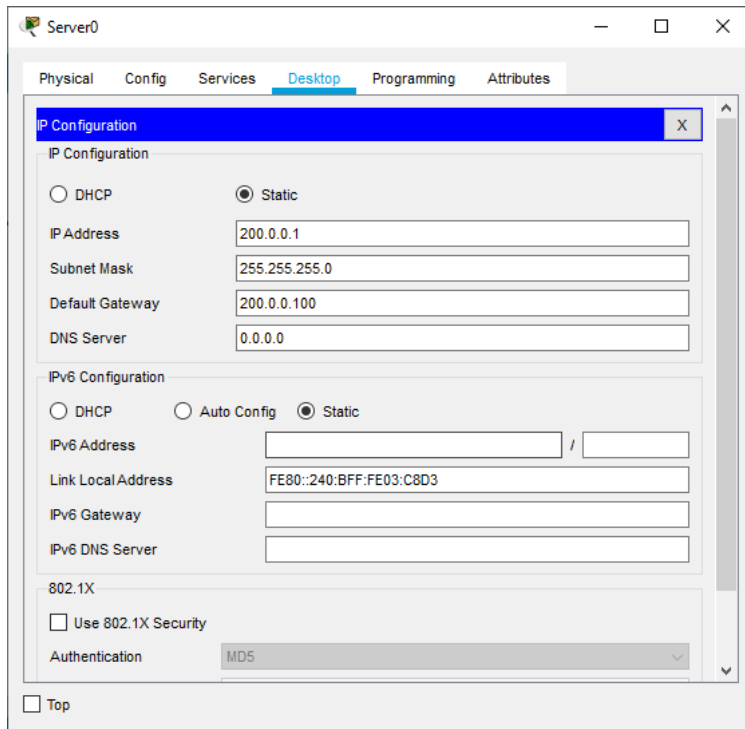 Server0
Physical Config Services Desktop Programming Attributes
IP Configuration X
IP Configuration
DHCP Static
IP Address 200.0.0.1
Subnet Mask 255.255.255.0
Default Gateway 200.0.0.100
DNS Server 0.0.0.0
IPv6 Configuration
DHCP Auto Config Static
IPv6 Address /
Link Local Address FE80::240:BFF:FE03:C8D3
IPv6 Gateway
IPv6 DNS Server
802.1X
Use 802.1X Security
Authentication MD5
Top